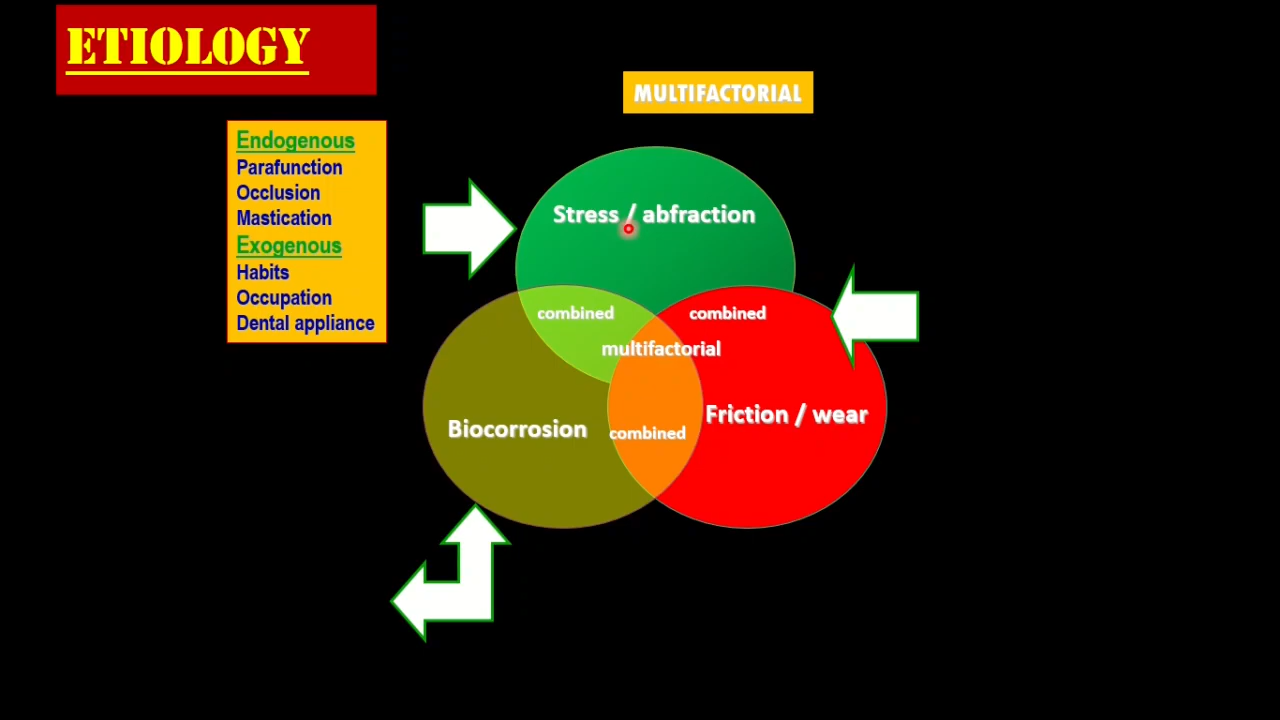 ETIOLOGY
MULTIFACTORIAL
Endogenous
Parafunction
Occlusion
Mastication
Exogenous
Habits
Occupation
Dental appliance
Stress / abfraction
combined
combined
multifactorial
Biocorrosion
Friction / wear
combined